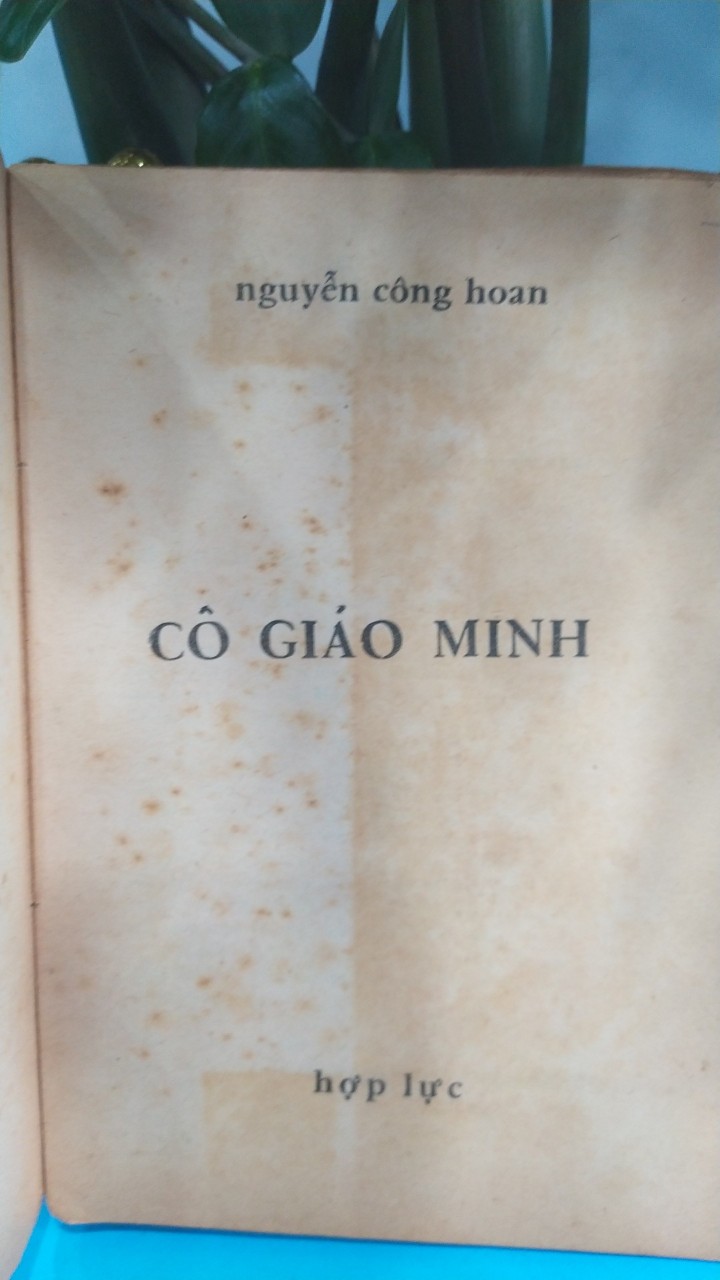 nguyễn công hoan
CÔ GIÁO MINH
hợp lực